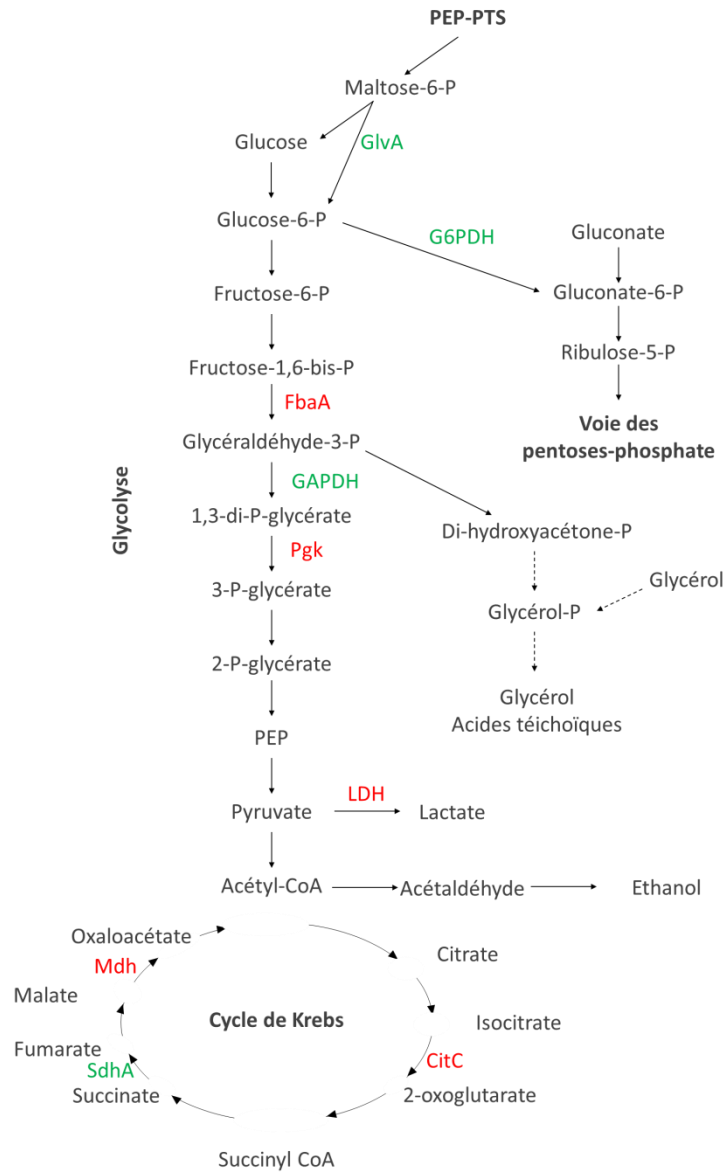 PEP-PTS
Maltose-6-P
Glucose
GlvA
Glucose-6-P
G6PDH
Gluconate
Fructose-6-P
Gluconate-6-P
Ribulose-5-P
Fructose-1,6-bis-P
FbaA
Voie des
pentoses-phosphate
Glycéraldéhyde-3-P
Glycolyse
GAPDH
1,3-di-P-glycérate
Di-hydroxyacétone-P
Pgk
3-P-glycérate
Glycérol
Glycérol-P
2-P-glycérate
Glycérol
Acides téichoïques
PEP
LDH
Pyruvate
Lactate
Acétyl-CoA
Acétaldéhyde
Ethanol
Oxaloacétate
Citrate
Mdh
Malate
Cycle de Krebs
Isocitrate
Fumarate
CitC
SdhA
Succinate
2-oxoglutarate
Succinyl CoA